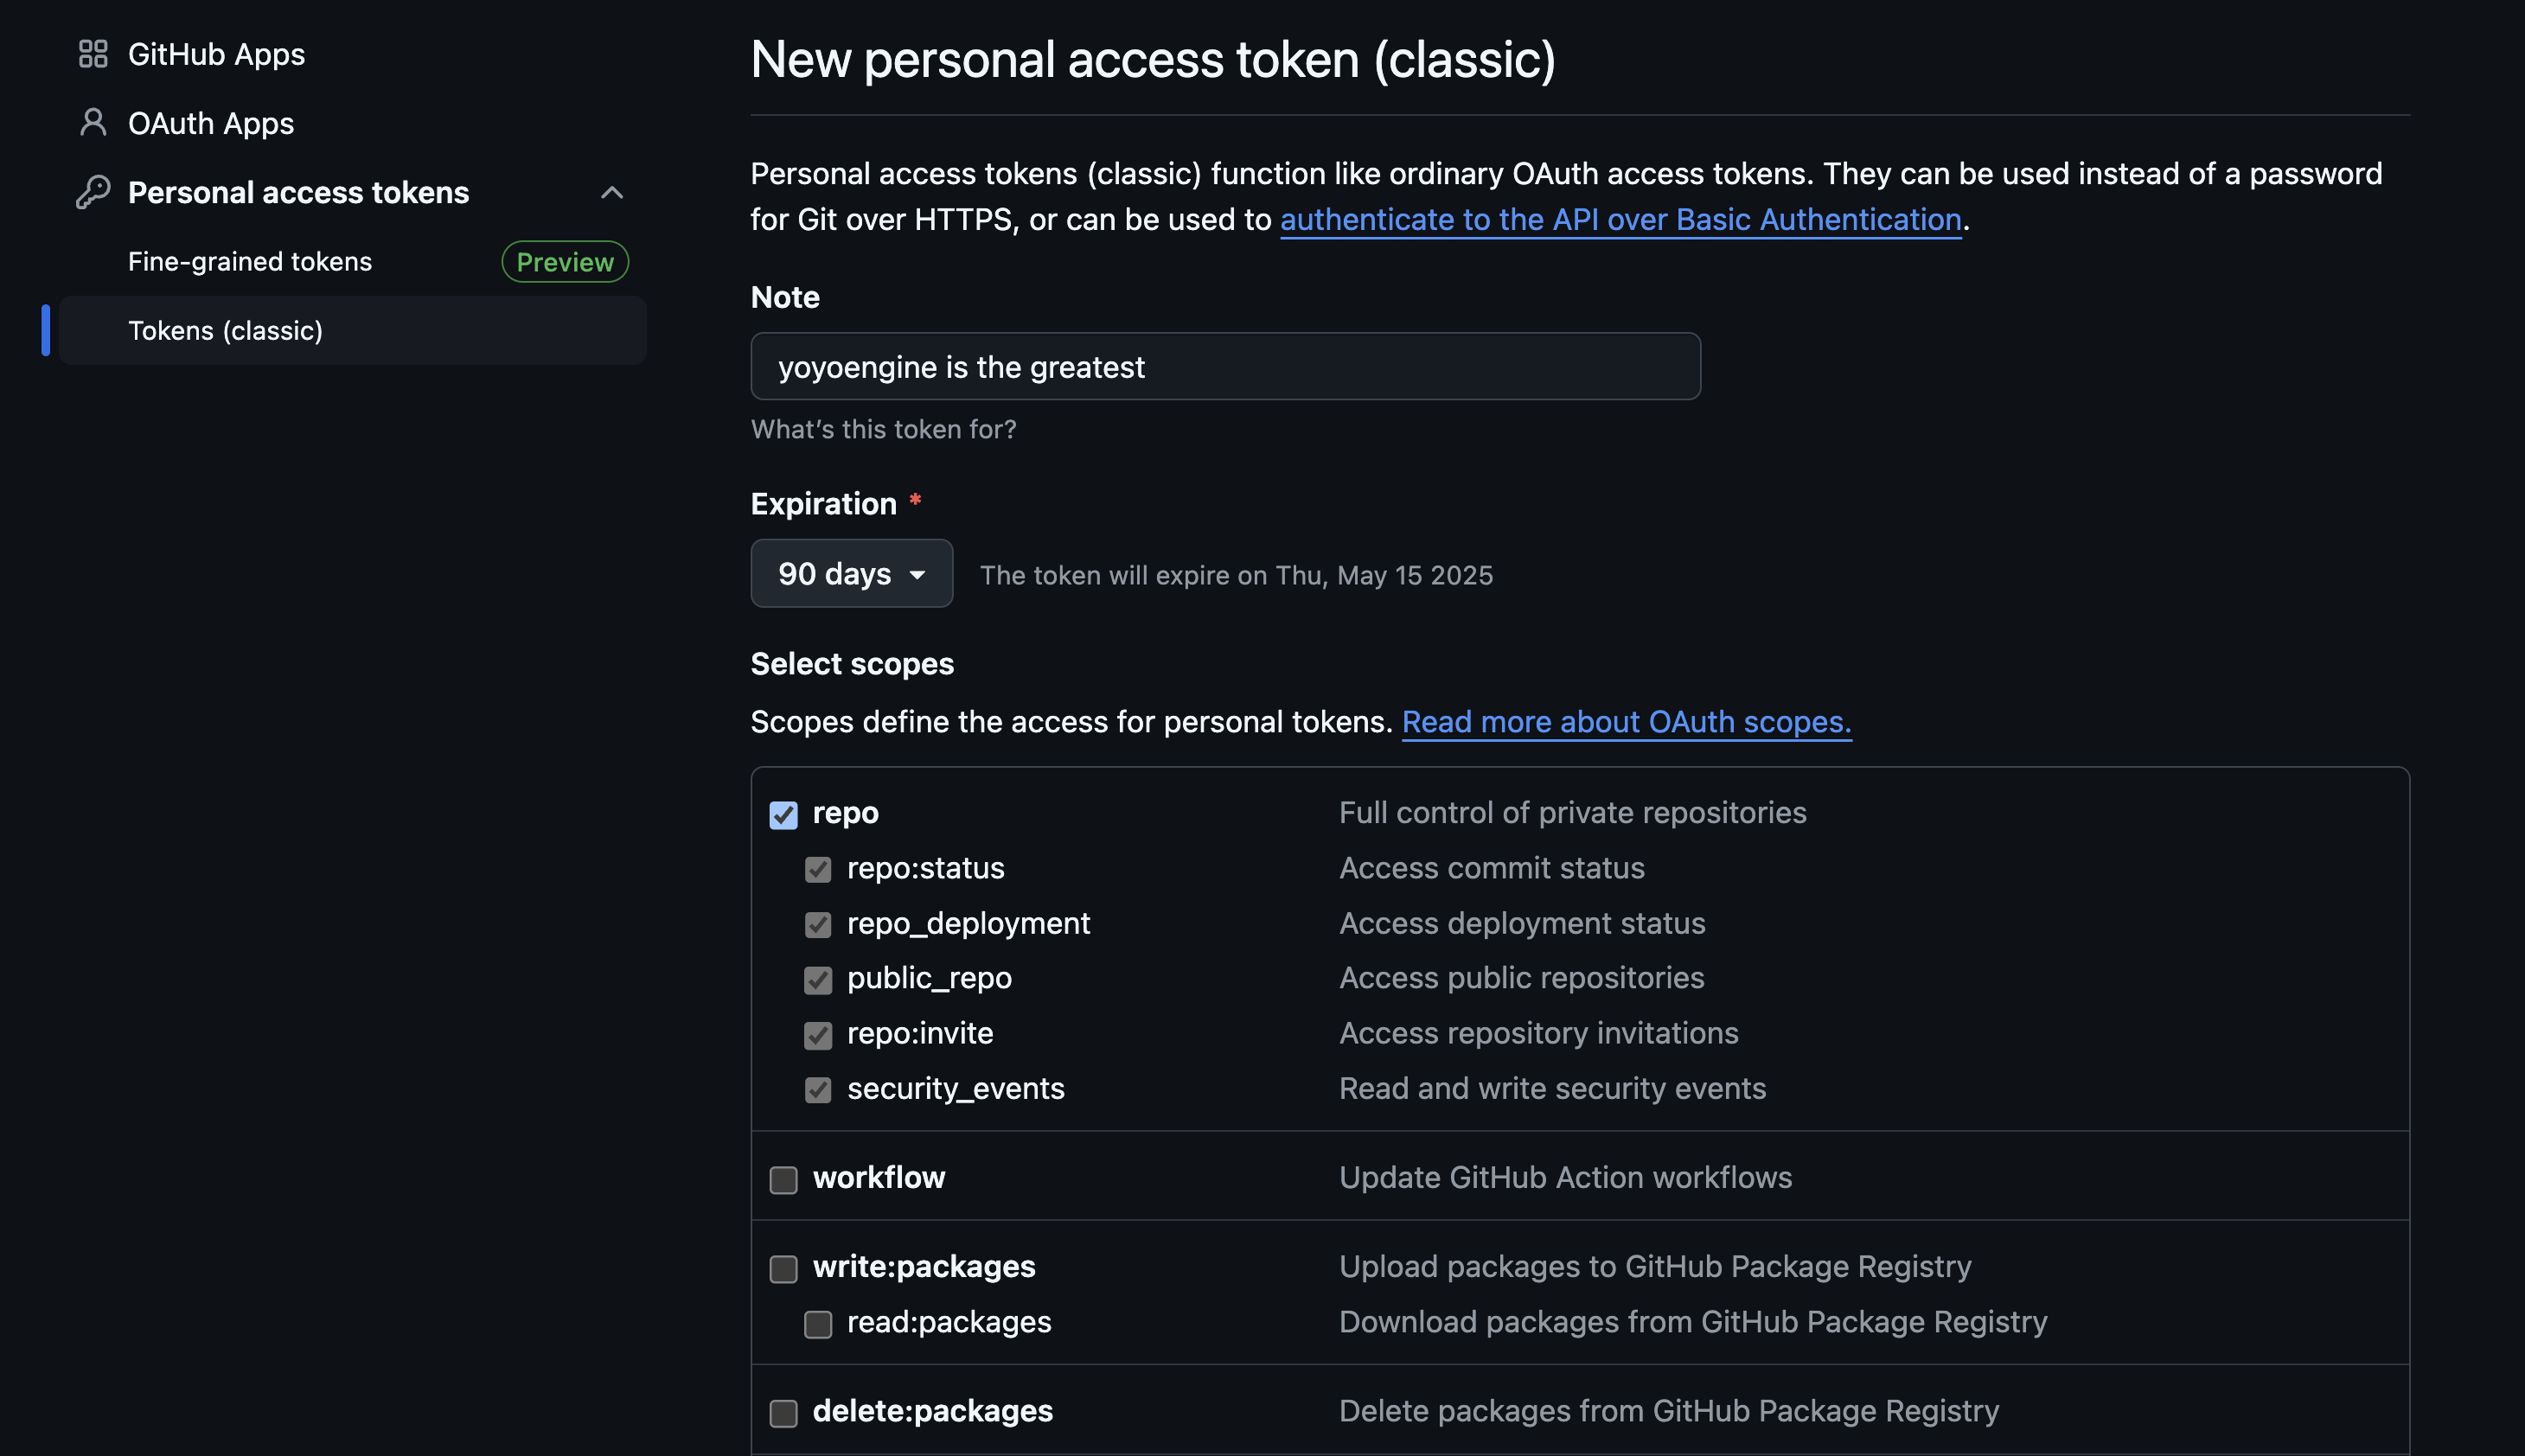 GitHub Apps
OAuth Apps
Personal access tokens
Fine-grained tokens Preview
Tokens (classic)
New personal access token (classic)
Personal access tokens (classic) function like ordinary OAuth access tokens. They can be used instead of a password
for Git over HTTPS, or can be used to authenticate to the API over Basic Authentication.
Note
yoyoengine is the greatest
What's this token for?
Expiration *
90 days The token will expire on Thu, May 15 2025
Select scopes
Scopes define the access for personal tokens. Read more about OAuth scopes.
repo Full control of private repositories
repo:status Access commit status
repo_deployment Access deployment status
public_repo Access public repositories
repo:invite Access repository invitations
security_events Read and write security events
workflow Update GitHub Action workflows
write:packages Upload packages to GitHub Package Registry
read:packages Download packages from GitHub Package Registry
delete:packages Delete packages from GitHub Package Registry